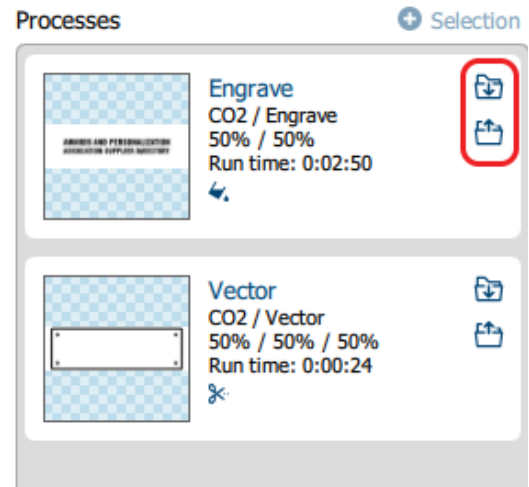 Processes
Selection
Engrave
CO2 / Engrave
50% / 50%
Run time: 0:02:50
AWARDS AND PERSONALIZATION
ASSOCIATION SUPPLIER DIRECTORY
Vector
CO2 / Vector
50% / 50% / 50%
Run time: 0:00:24